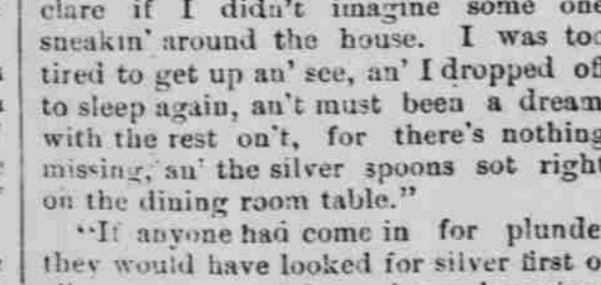 clare if I didn't imagine some one
sneakin' around the house. I was too
tired to get up an' see, an' I dropped of
to sleep again, an't must been a dream
with the rest on't, for there's nothing
missing, an' the silver spoons sot right
on the dining room table."
"If anyone had come in for plunde
they would have looked for silver first o